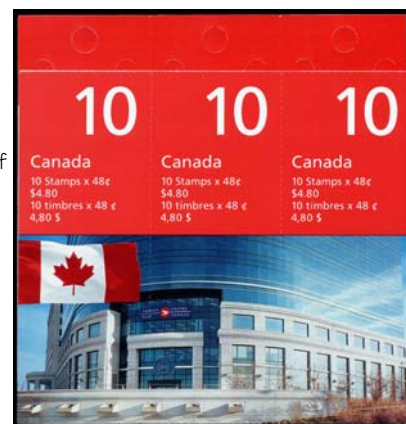 f
10 10 10
Canada Canada Canada
10 Stamps x 48¢ 10 Stamps x 48¢ 10 Stamps x 48¢
$4.80 $4.80 $4.80
10 timbres x 48 ¢ 10 timbres x 48 ¢ 10 timbres x 48 ¢
4,80 $ 4,80 $ 4,80 $